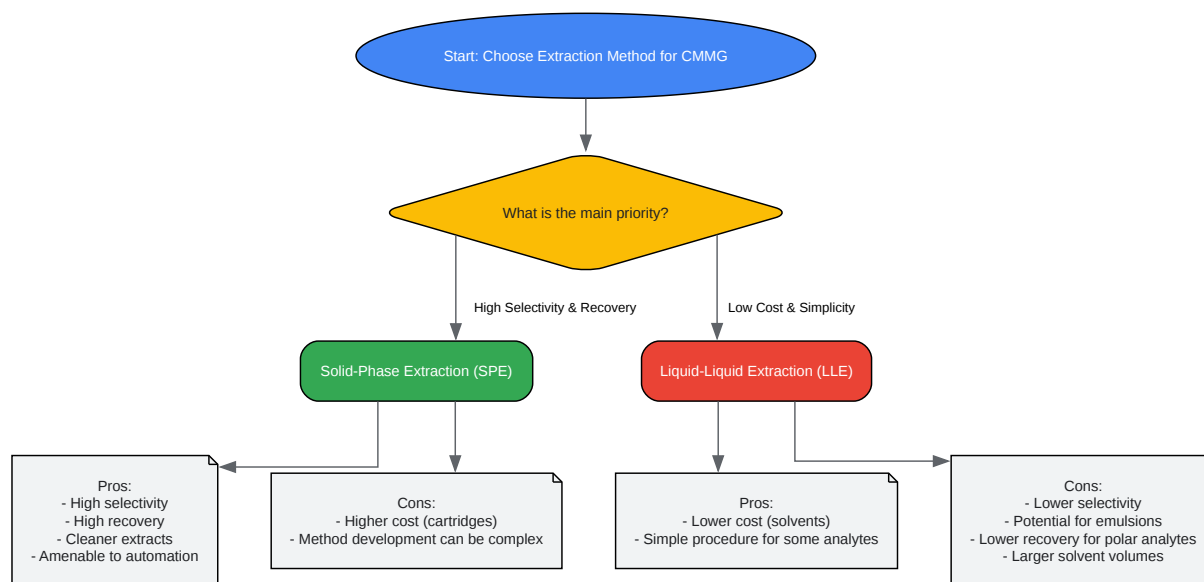 Start: Choose Extraction Method for CMMG
What is the main priority?
High Selectivity & Recovery
Low Cost & Simplicity
Solid-Phase Extraction (SPE)
Liquid-Liquid Extraction (LLE)
Pros:
- High selectivity
- High recovery
- Cleaner extracts
- Amenable to automation
Cons:
- Higher cost (cartridges)
- Method development can be complex
Pros:
- Lower cost (solvents)
- Simple procedure for some analytes
Cons:
- Lower selectivity
- Potential for emulsions
- Lower recovery for polar analytes
- Larger solvent volumes